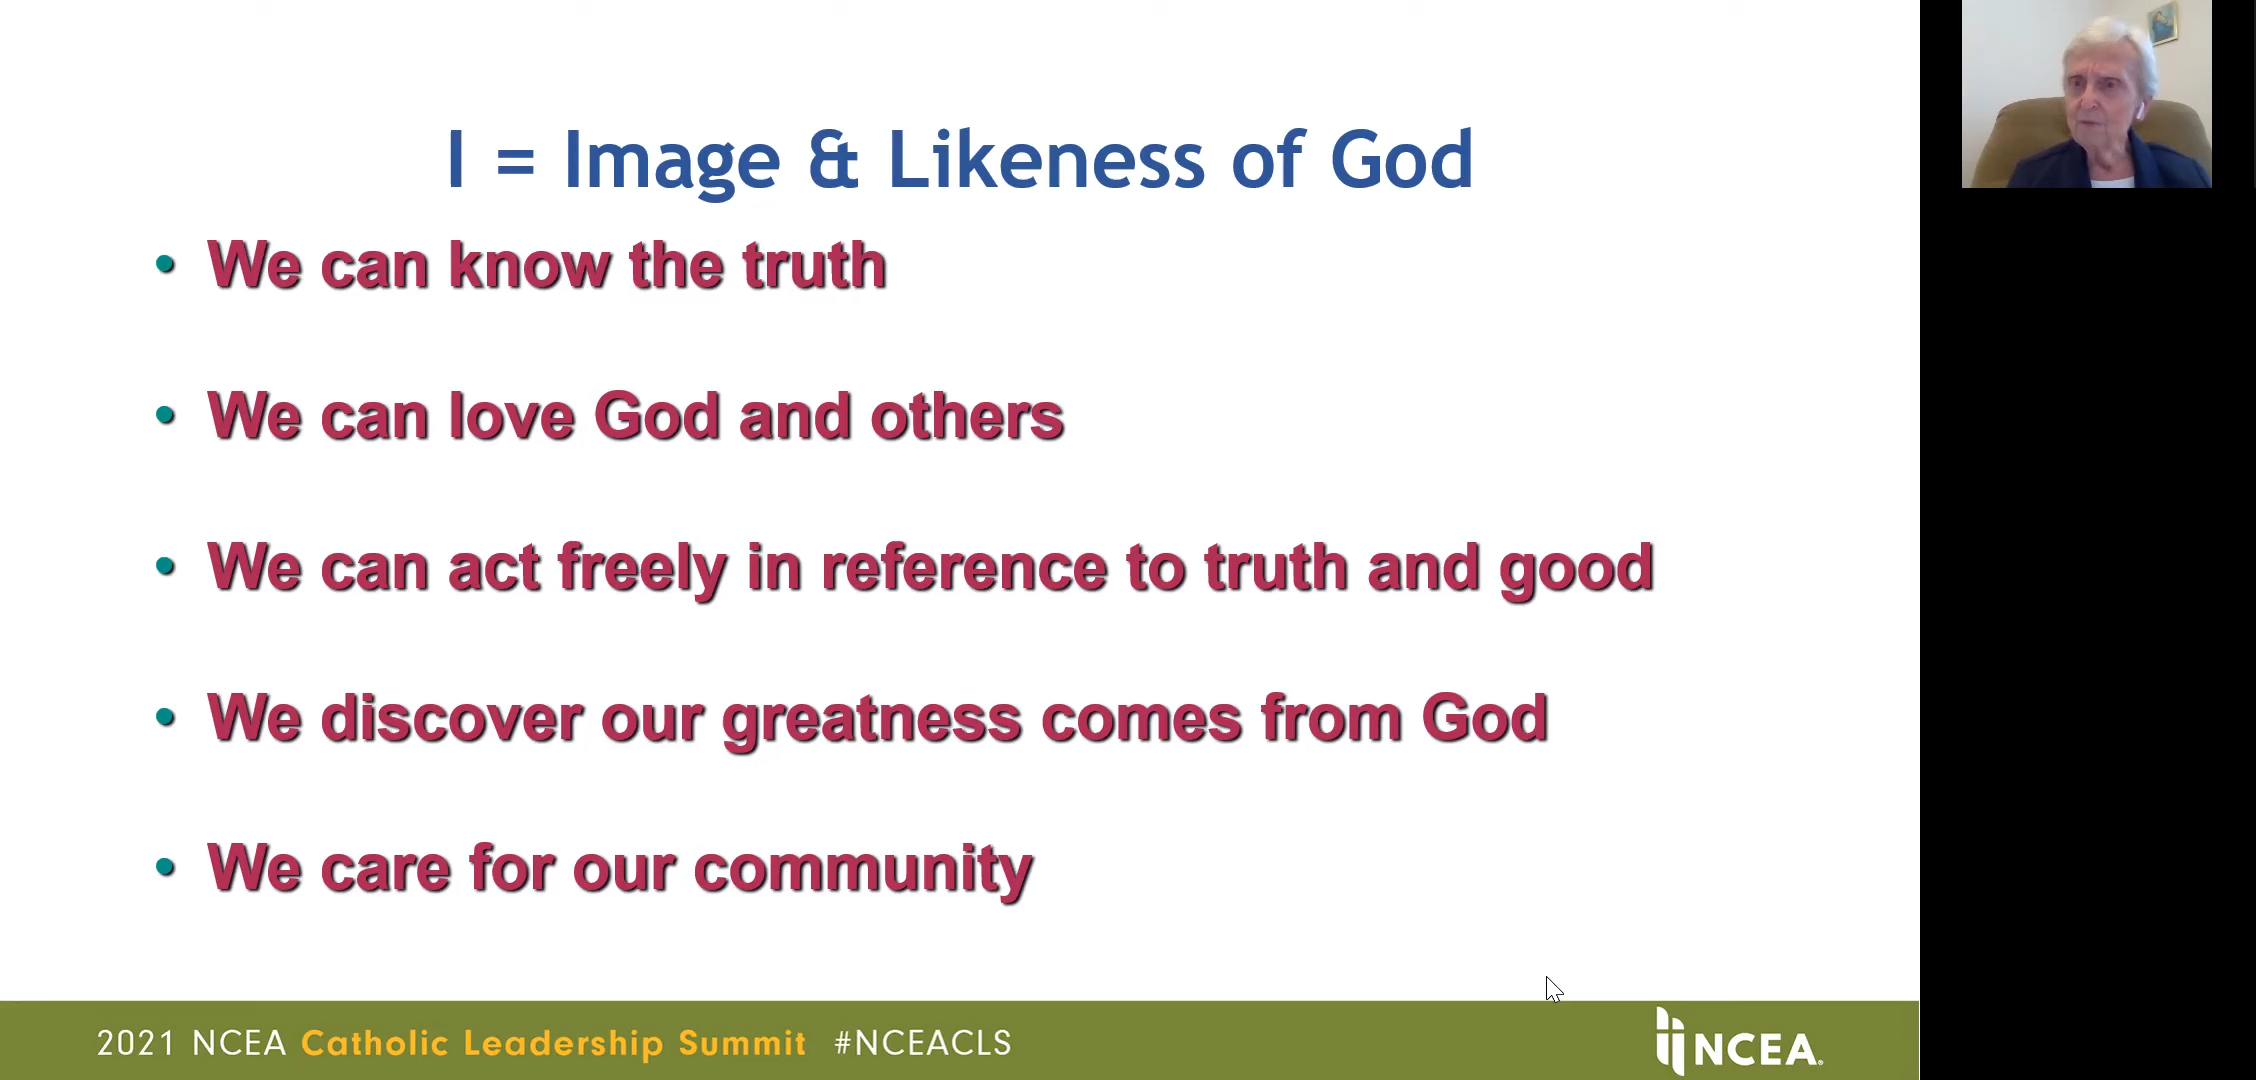 I = Image & Likeness of God
• We can know the truth
• We can love God and others
• We can act freely in reference to truth and good
• We discover our greatness comes from God
• We care for our community
2021 NCEA Catholic Leadership Summit #NCEACLS
NCEA®